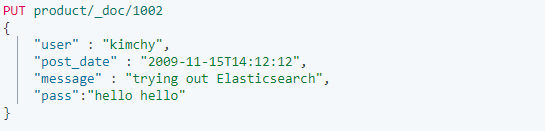 PUT product/_doc/1002
{
"user" : "kimchy",
"post_date" : "2009-11-15T14:12:12",
"message" : "trying out Elasticsearch",
"pass":"hello hello"
}